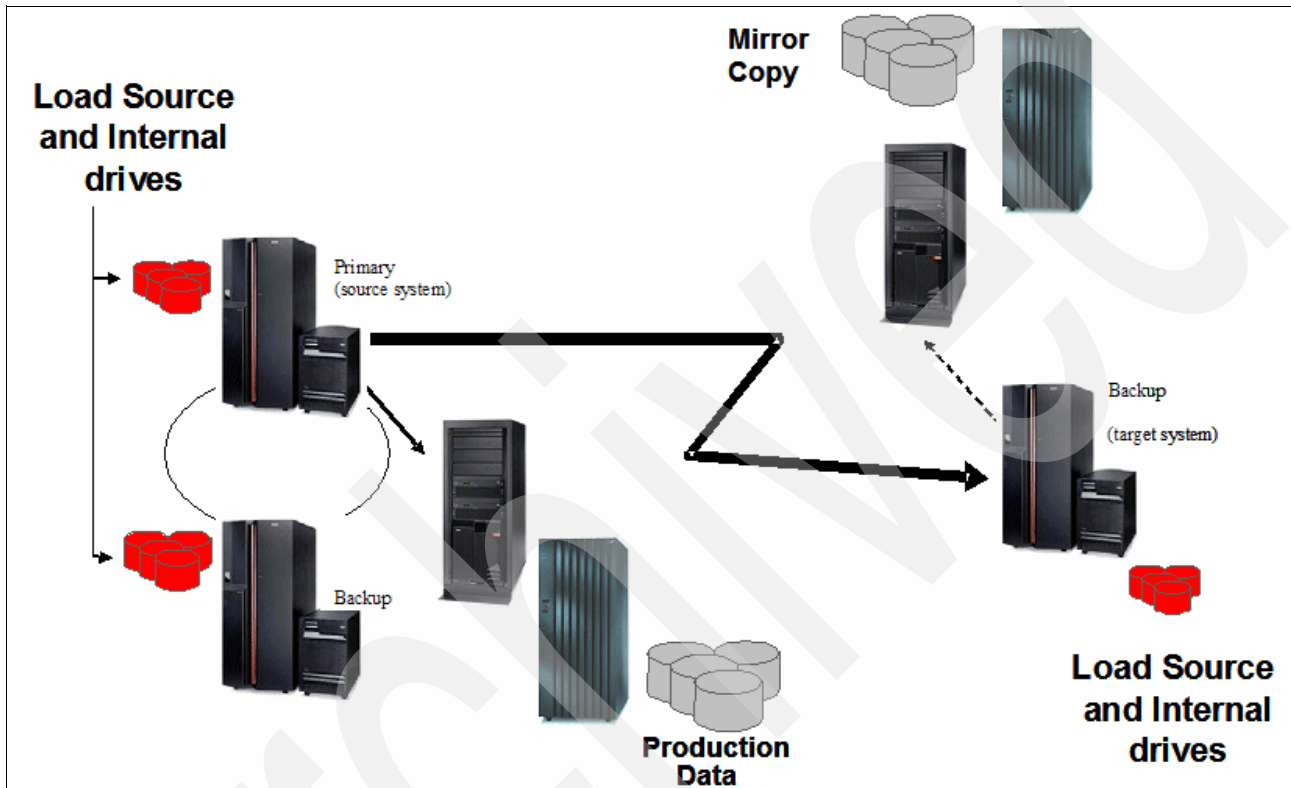 Mirror
Copy
Load Source
and Internal
drives
Primary
(source system)
Backup
(target system)
Backup
Load Source
and Internal
drives
Production
Data